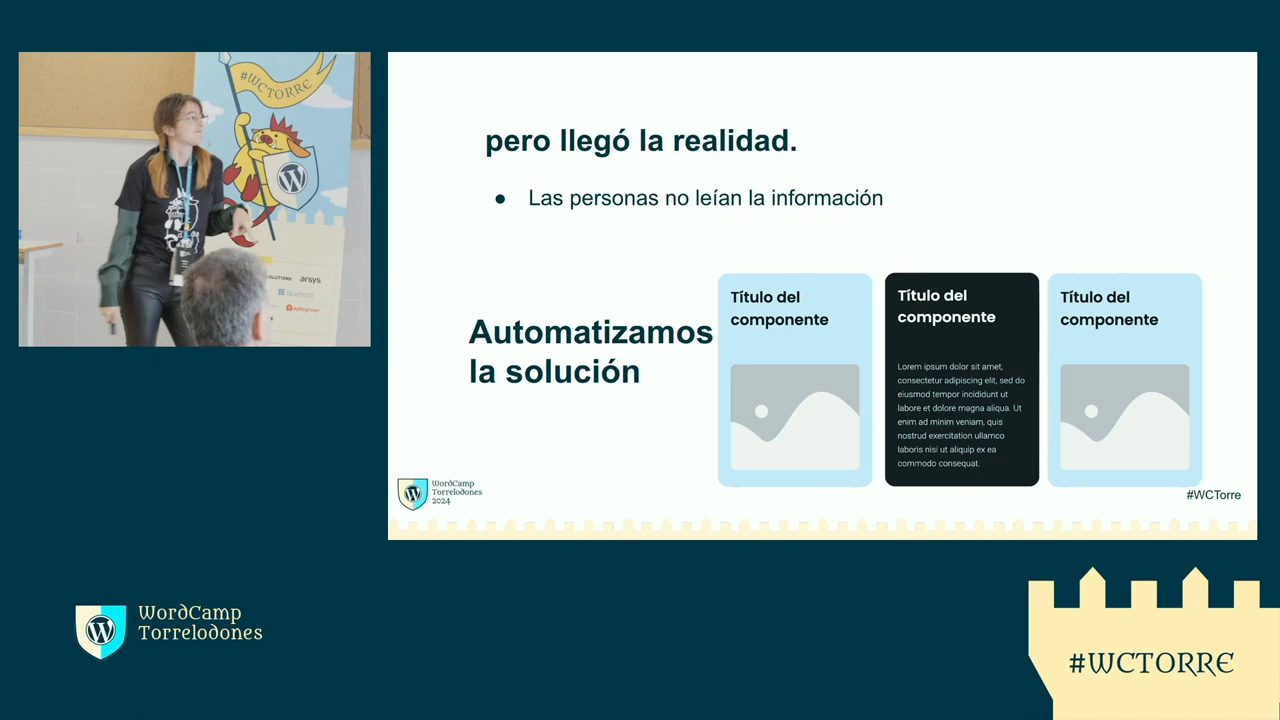 #WCTORRE
arsys
bluehost
pero llegó la realidad.
● Las personas no leían la información
Automatizamos
la solución
Título del
componente
Título del
componente
Lorem ipsum dolor sit amet,
consectetur adipiscing elit, sed do
eiusmod tempor incididunt ut
labore et dolore magna aliqua. Ut
enim ad minim veniam, quis
nostrud exercitation ullamco
laboris nisi ut aliquip ex ea
commodo consequat.
Título del
componente
WordCamp
Torrelodones
2024
#WCTorre
WordCamp
Torrelodones
#WCTORRE